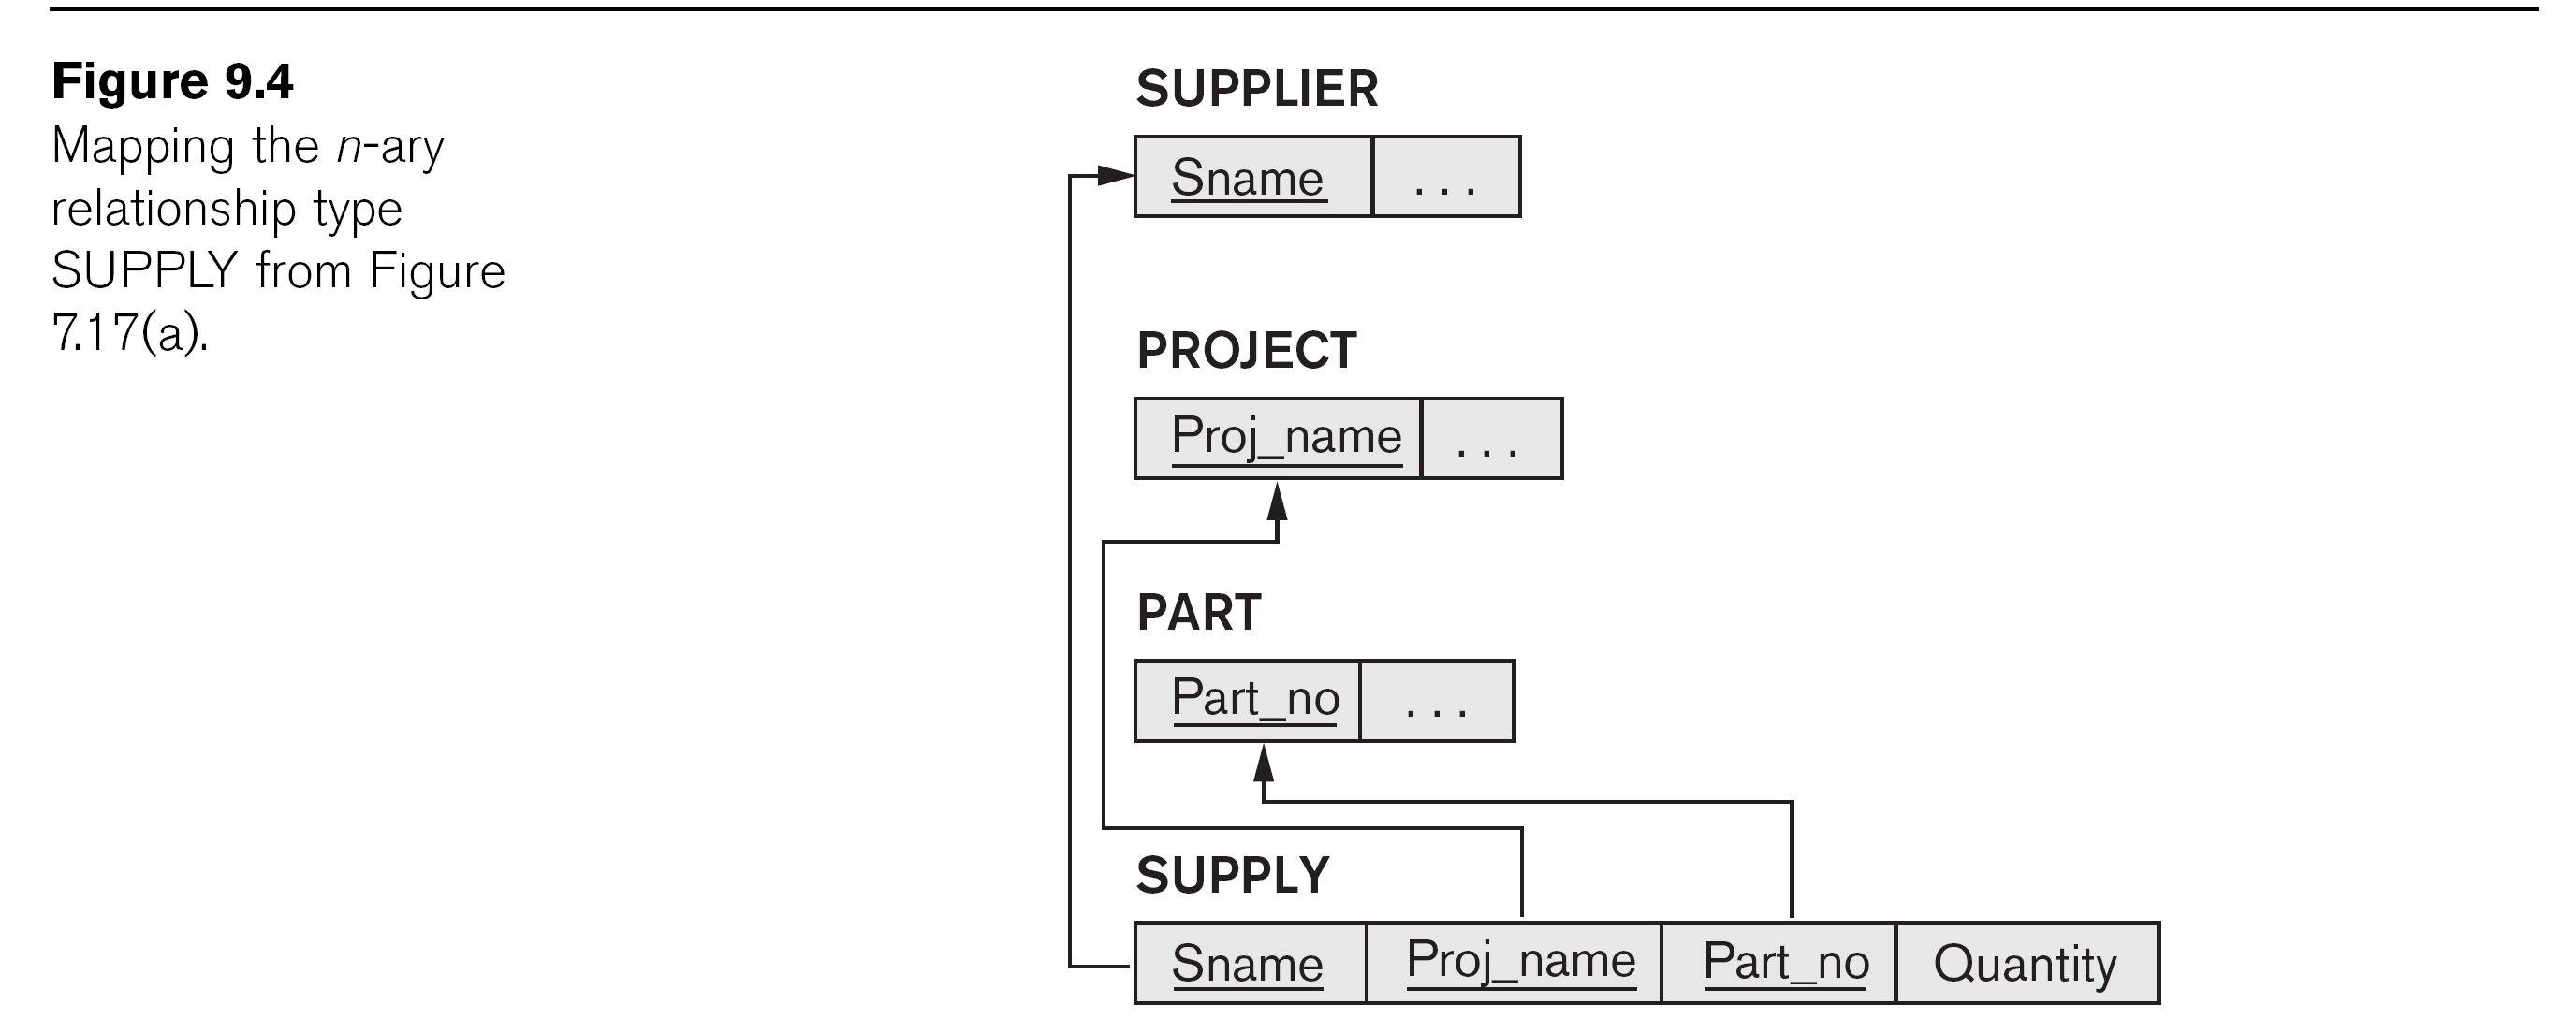 Figure 9.4
Mapping the n-ary
relationship type
SUPPLY from Figure
7.17(a).
SUPPLIER
Sname ...
PROJECT
Proj_name ...
PART
Part_no ...
SUPPLY
Sname Proj_name Part_no Quantity